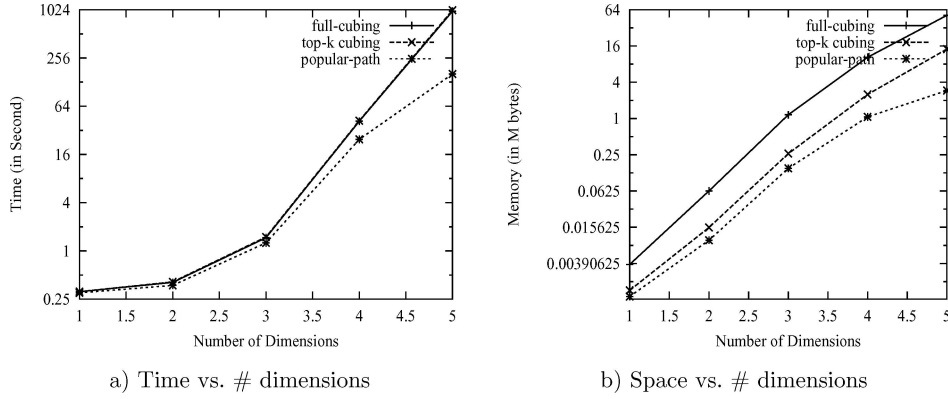 1024
256
64
16
4
1
0.25
Time (in Second)
full-cubing
top-k cubing
popular-path
1 1.5 2 2.5 3 3.5 4 4.5 5
Number of Dimensions
a) Time vs. # dimensions
64
16
4
1
0.25
0.0625
0.015625
0.00390625
Memory (in M bytes)
full-cubing
top-k cubing
popular-path
1 1.5 2 2.5 3 3.5 4 4.5 5
Number of Dimensions
b) Space vs. # dimensions